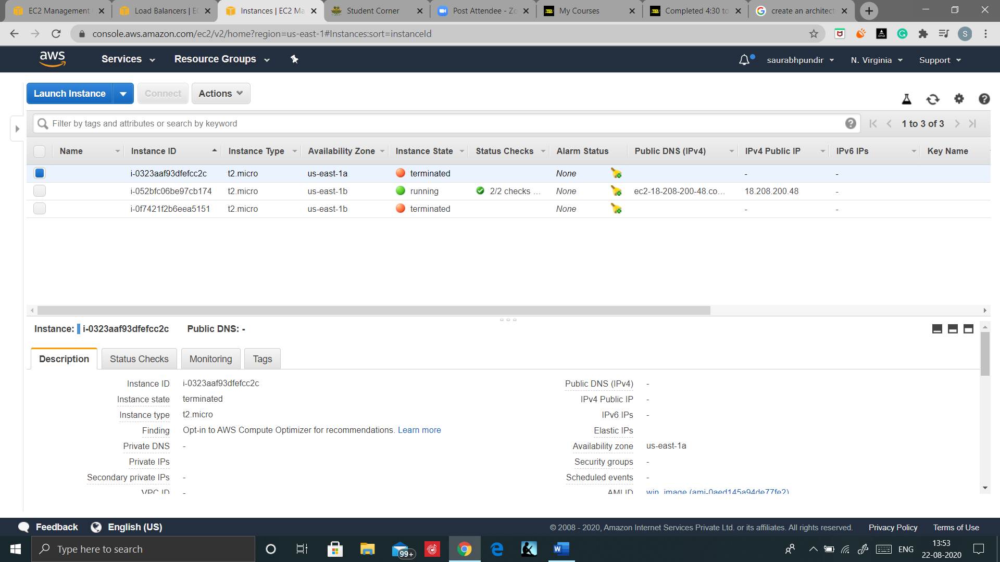 EC2 Management
Load Balancers | EC
Instances | EC2 Ma
Student Corner
Post Attendee - Zo
My Courses
Completed 4:30 to
create an architect
console.aws.amazon.com/ec2/v2/home?region=us-east-1#Instances:sort=instanceId
S
aws
Services
Resource Groups
saurabhpundir
N. Virginia
Support
Launch Instance
Connect
Actions
Filter by tags and attributes or search by keyword
1 to 3 of 3
Name Instance ID Instance Type Availability Zone Instance State Status Checks Alarm Status Public DNS (IPv4) IPv4 Public IP IPv6 IPs Key Name
i-0323aaf93dfefcc2c t2.micro us-east-1a terminated None - -
i-052bfc06be97cb174 t2.micro us-east-1b running 2/2 checks ... None ec2-18-208-200-48.co... 18.208.200.48 -
i-0f7421f2b6eea5151 t2.micro us-east-1b terminated None - -
Instance: i-0323aaf93dfefcc2c Public DNS: -
Description Status Checks Monitoring Tags
Instance ID i-0323aaf93dfefcc2c
Instance state terminated
Instance type t2.micro
Finding Opt-in to AWS Compute Optimizer for recommendations. Learn more
Private DNS -
Private IPs
Secondary private IPs -
VPC ID -
Public DNS (IPv4) -
IPv4 Public IP -
IPv6 IPs -
Elastic IPs
Availability zone us-east-1a
Security groups -
Scheduled events -
AMI ID win_image (ami-0aed145a94de77fe2)
Feedback
English (US)
© 2008 - 2020, Amazon Internet Services Private Ltd. or its affiliates. All rights reserved.
Privacy Policy
Terms of Use
Type here to search
99+
ENG
13:53
22-08-2020